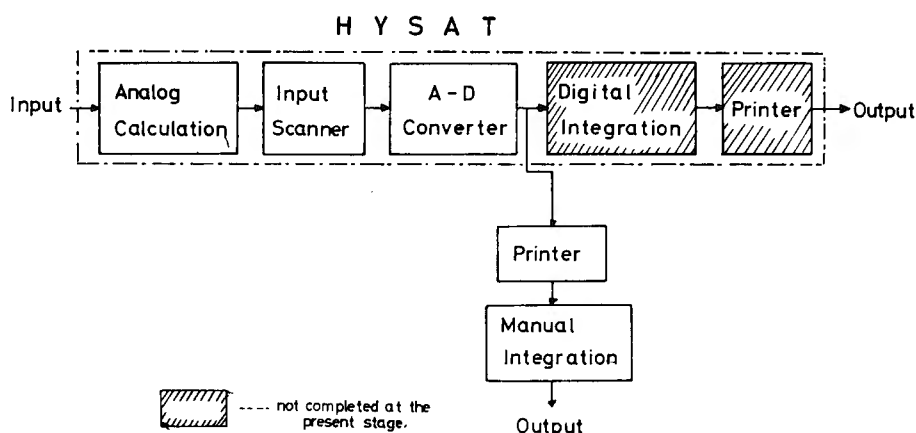 H Y S A T
Input
Analog
Calculation
Input
Scanner
A - D
Converter
Digital
Integration
Printer
Output
Printer
Manual
Integration
Output
---- not completed at the
present stage.